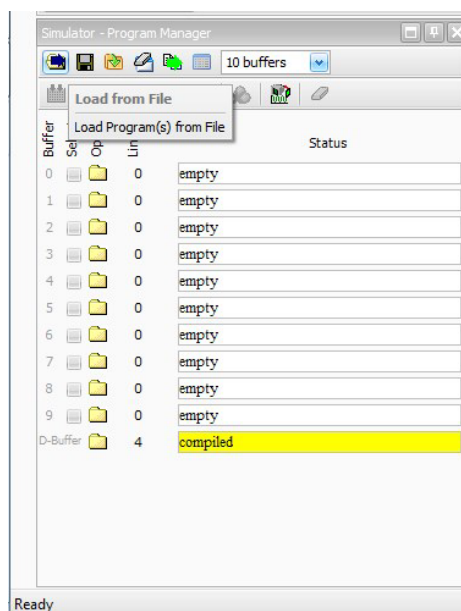 Simulator - Program Manager
10 buffers
Load from File
Load Program(s) from File
Buffer
Status
0 0 empty
1 0 empty
2 0 empty
3 0 empty
4 0 empty
5 0 empty
6 0 empty
7 0 empty
8 0 empty
9 0 empty
D-Buffer 4 compiled
Ready